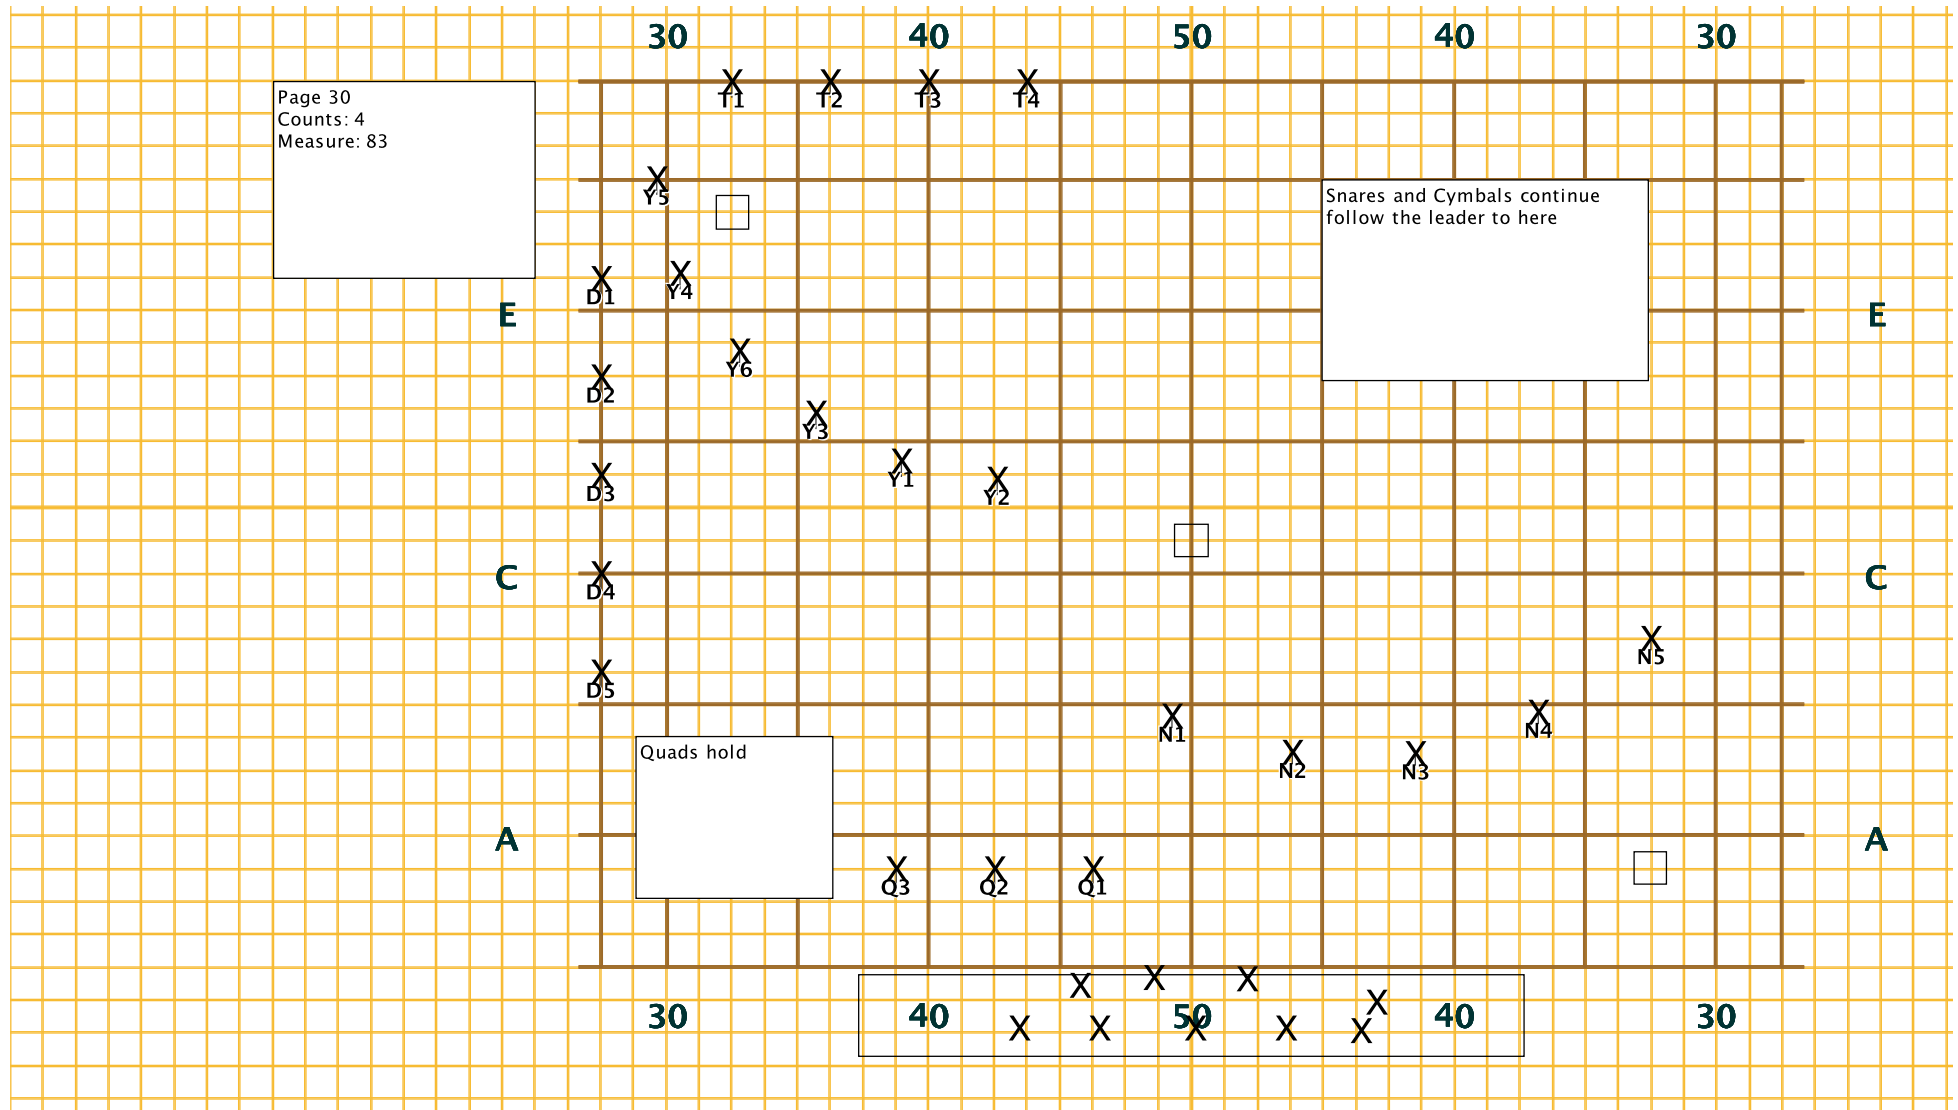 30 40 50 40 30
T1 T2 T3 T4
Page 30
Counts: 4
Measure: 83
Y5
Snares and Cymbals continue
follow the leader to here
D1 Y4
E E
Y6
D2
Y3
Y1
D3 Y2
C C
D4
N5
D5
N1 N4
Quads hold
N2 N3
A A
Q3 Q2 Q1
30 40 50 40 30